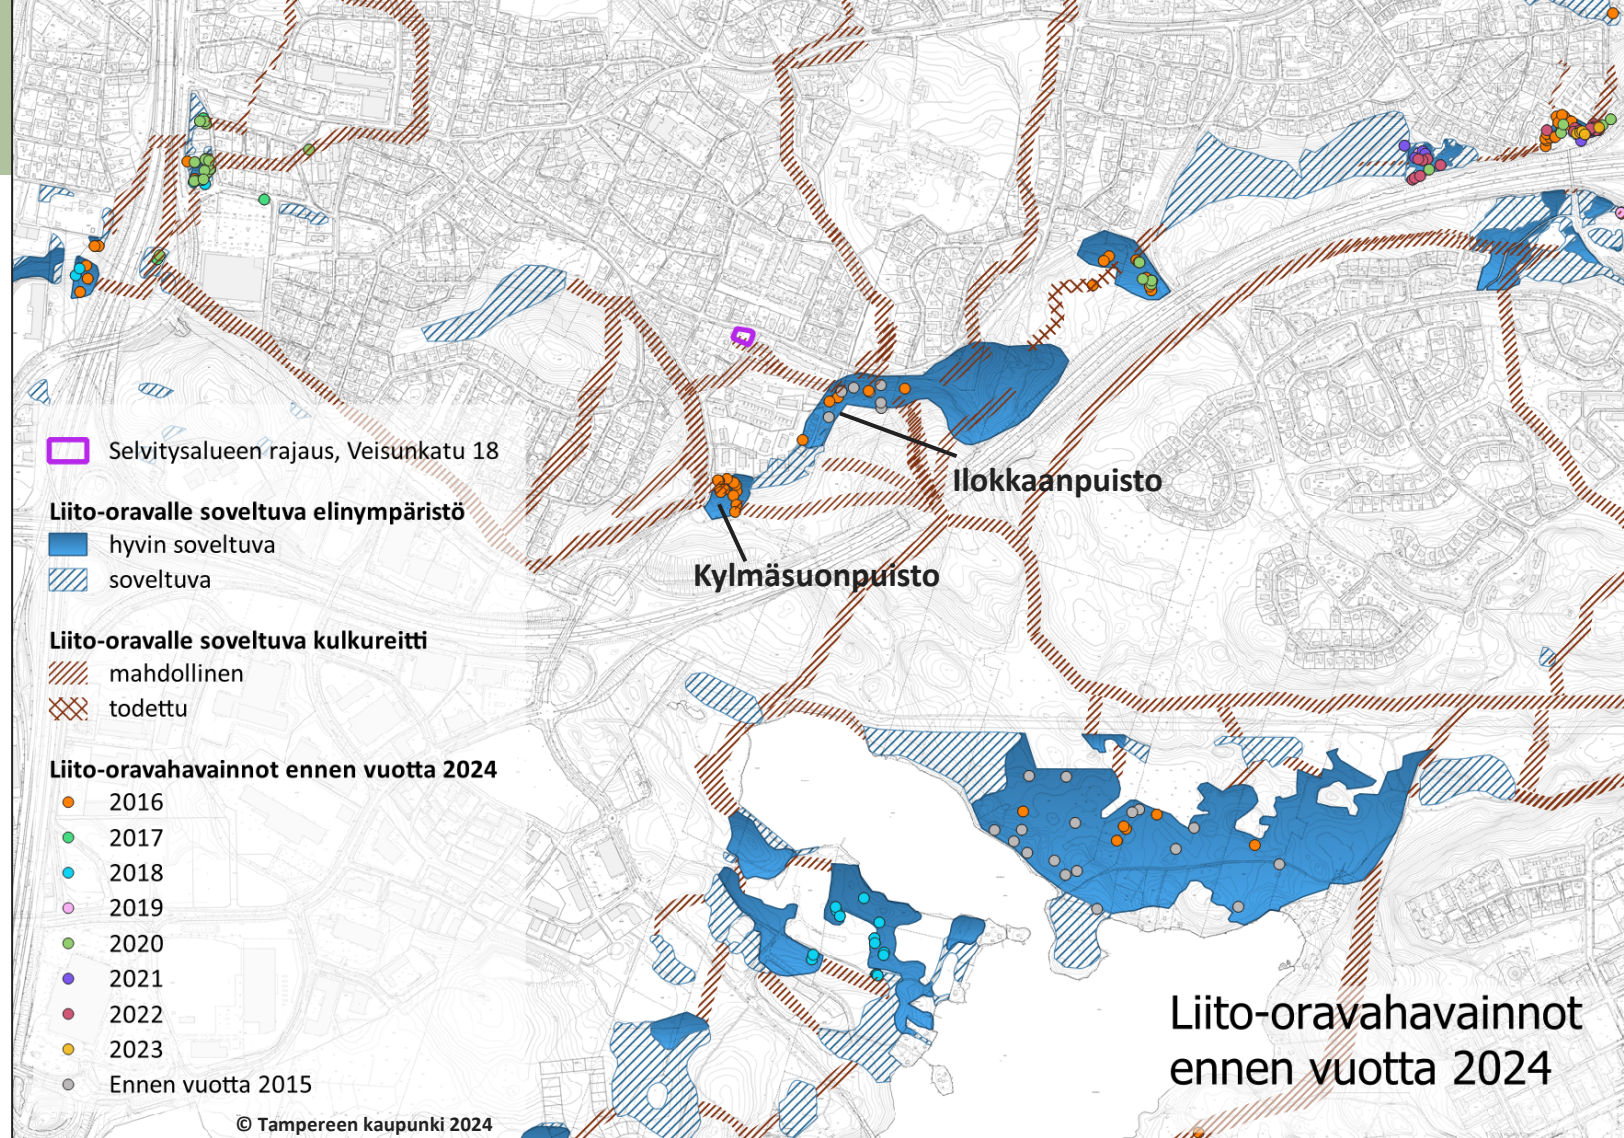 Selvitysalueen rajaus, Veisunkatu 18
Liito-oravalle soveltuva elinympäristö
hyvin soveltuva
soveltuva
Liito-oravalle soveltuva kulkureitti
mahdollinen
todettu
Liito-oravahavainnot ennen vuotta 2024
2016
2017
2018
2019
2020
2021
2022
2023
Ennen vuotta 2015
© Tampereen kaupunki 2024
Ilokkaanpuisto
Kylmäsuonpuisto
Liito-oravahavainnot
ennen vuotta 2024